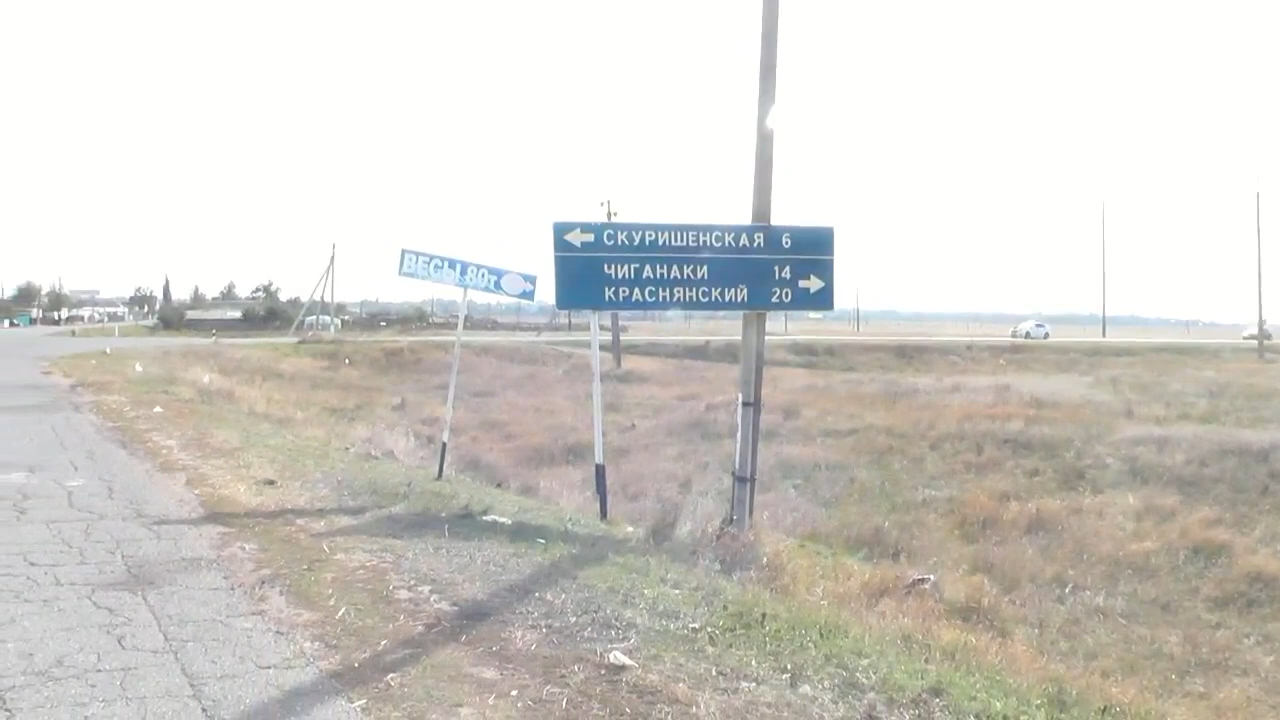 ВЕСЫ 80т
СКУРИШЕНСКАЯ 6
ЧИГАНАКИ 14
КРАСНЯНСКИЙ 20